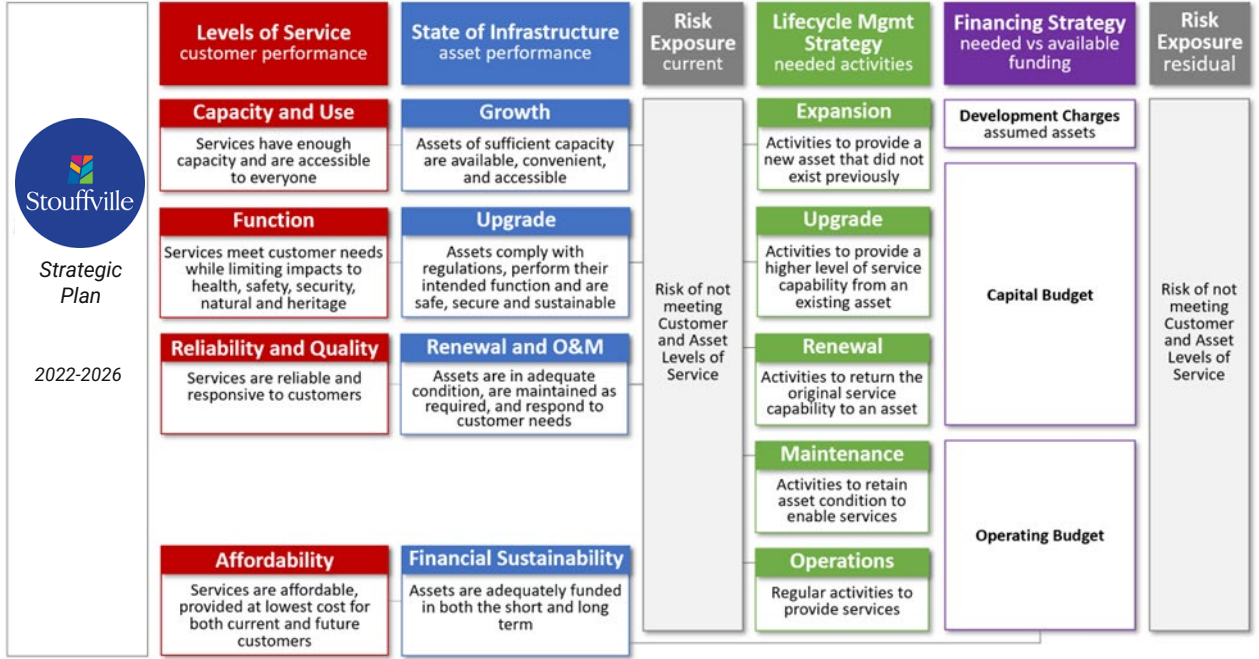 Stouffville
Strategic
Plan
2022-2026
Levels of Service
customer performance
Capacity and Use
Services have enough
capacity and are accessible
to everyone
Function
Services meet customer needs
while limiting impacts to
health, safety, security,
natural and heritage
Reliability and Quality
Services are reliable and
responsive to customers
Affordability
Services are affordable,
provided at lowest cost for
both current and future
customers
State of Infrastructure
asset performance
Growth
Assets of sufficient capacity
are available, convenient,
and accessible
Upgrade
Assets comply with
regulations, perform their
intended function and are
safe, secure and sustainable
Renewal and O&M
Assets are in adequate
condition, are maintained as
required, and respond to
customer needs
Financial Sustainability
Assets are adequately funded
in both the short and long
term
Risk
Exposure
current
Risk of not
meeting
Customer
and Asset
Levels of
Service
Lifecycle Mgmt
Strategy
needed activities
Expansion
Activities to provide a
new asset that did not
exist previously
Upgrade
Activities to provide a
higher level of service
capability from an
existing asset
Renewal
Activities to return the
original service
capability to an asset
Maintenance
Activities to retain
asset condition to
enable services
Operations
Regular activities to
provide services
Financing Strategy
needed vs available
funding
Development Charges
assumed assets
Capital Budget
Operating Budget
Risk
Exposure
residual
Risk of not
meeting
Customer
and Asset
Levels of
Service